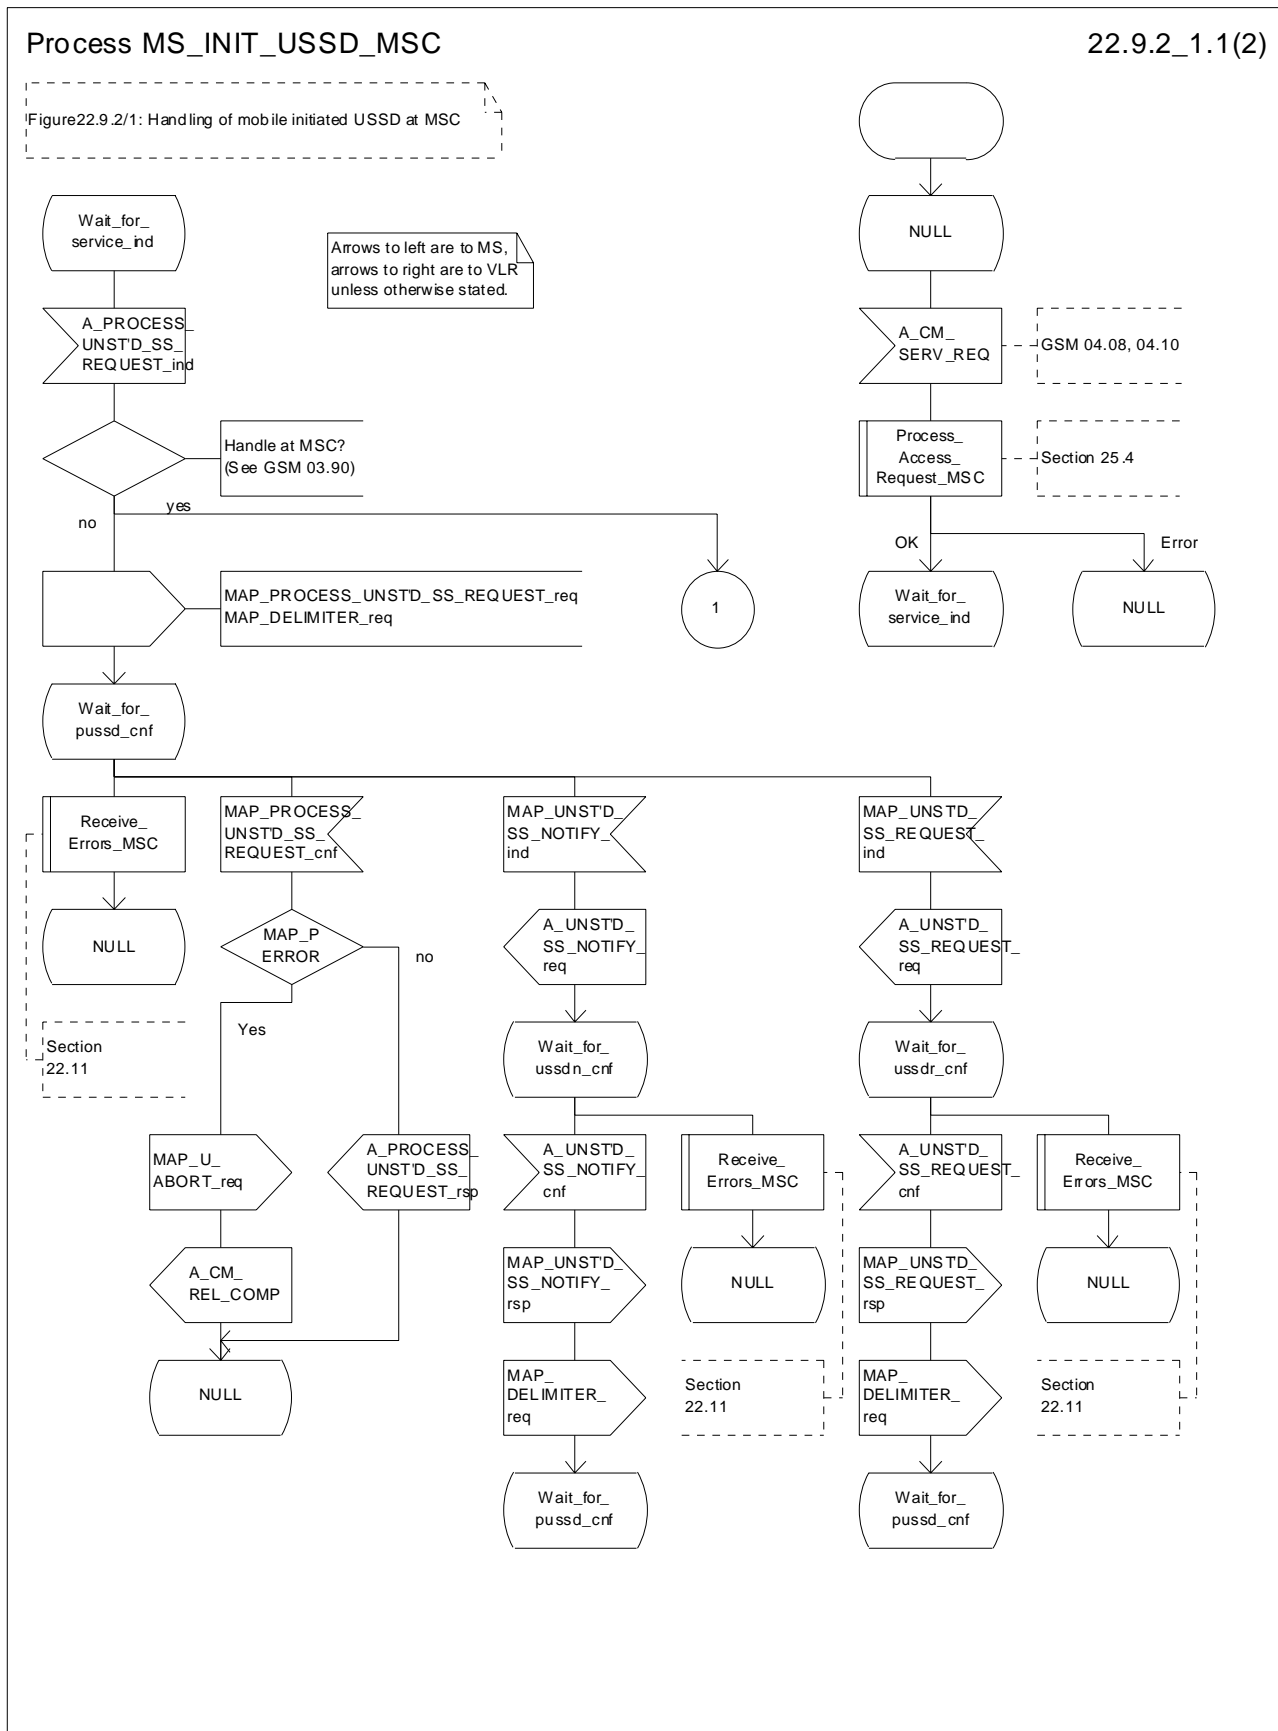 Process MS_INIT_USSD_MSC
22.9.2_1.1(2)
Figure22.9.2/1: Handling of mobile initiated USSD at MSC
Wait_for_
service_ind
Arrows to left are to MS,
arrows to right are to VLR
unless otherwise stated.
NULL
A_PROCESS_
UNST'D_SS_
REQUEST_ind
A_CM_
SERV_REQ
GSM 04.08, 04.10
Handle at MSC?
(See GSM 03.90)
Process_
Access_
Request_MSC
Section 25.4
no
yes
OK
Error
MAP_PROCESS_UNST'D_SS_REQUEST_req
MAP_DELIMITER_req
1
Wait_for_
service_ind
NULL
Wait_for_
pussd_cnf
Receive_
Errors_MSC
MAP_PROCESS_
UNST'D_SS_
REQUEST_cnf
MAP_UNST'D_
SS_NOTIFY_
ind
MAP_UNST'D_
SS_REQUEST_
ind
NULL
MAP_P
ERROR
no
A_UNST'D_
SS_NOTIFY_
req
A_UNST'D_
SS_REQUEST_
req
Yes
Section
22.11
Wait_for_
ussdn_cnf
Wait_for_
ussdr_cnf
MAP_U_
ABORT_req
A_PROCESS_
UNST'D_SS_
REQUEST_rsp
A_UNST'D_
SS_NOTIFY_
cnf
Receive_
Errors_MSC
A_UNST'D_
SS_REQUEST_
cnf
Receive_
Errors_MSC
A_CM_
REL_COMP
MAP_UNST'D_
SS_NOTIFY_
rsp
NULL
MAP_UNST'D_
SS_REQUEST_
rsp
NULL
NULL
MAP_
DELIMITER_
req
Section
22.11
MAP_
DELIMITER_
req
Section
22.11
Wait_for_
pussd_cnf
Wait_for_
pussd_cnf